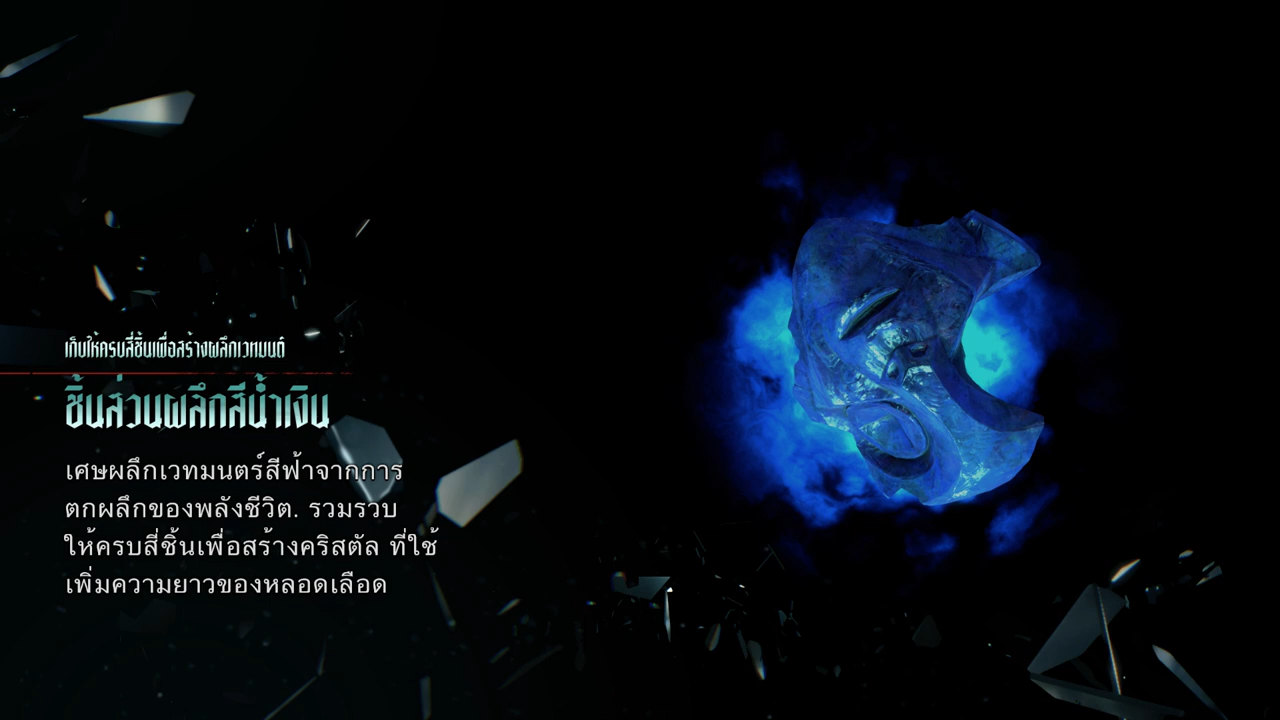 เก็บให้ครบสี่ชิ้นเพื่อสร้างผลึกเวทมนต์
ชิ้นส่วนผลึกสีน้ำเงิน
เศษผลึกเวทมนตร์สีฟ้าจากการ
ตกผลึกของพลังชีวิต. รวมรวบ
ให้ครบสี่ชิ้นเพื่อสร้างคริสตัล ที่ใช้
เพิ่มความยาวของหลอดเลือด